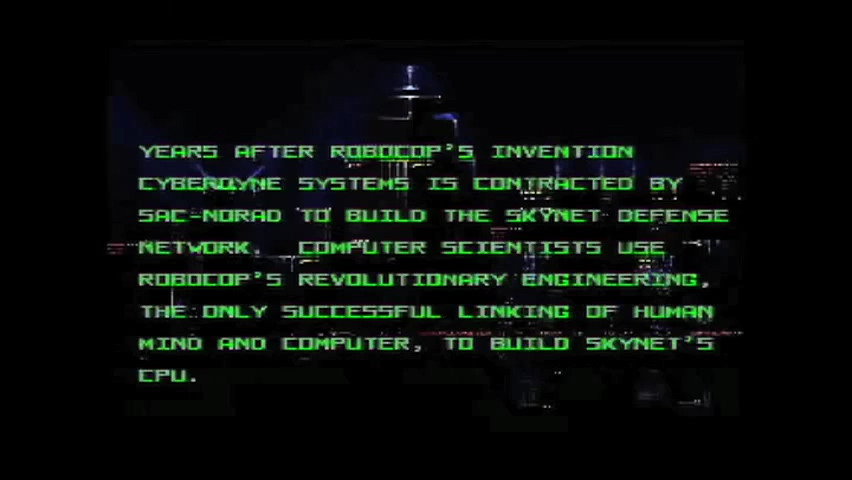 YEARS AFTER ROBOCOP'S INVENTION
CYBERDYNE SYSTEMS IS CONTRACTED BY
SAC-NORAD TO BUILD THE SKYNET DEFENSE
NETWORK. COMPUTER SCIENTISTS USE
ROBOCOP'S REVOLUTIONARY ENGINEERING,
THE ONLY SUCCESSFUL LINKING OF HUMAN
MIND AND COMPUTER, TO BUILD SKYNET'S
CPU.